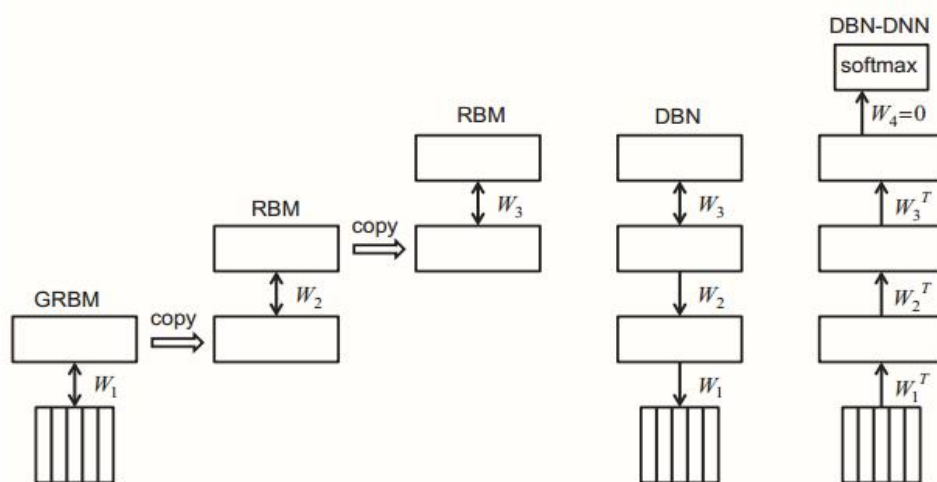 DBN-DNN
softmax
W₄=0
RBM
DBN
W₃
W₃
W₃ᵀ
RBM
copy
W₂
W₂
W₂ᵀ
GRBM
copy
W₁
W₁
W₁ᵀ